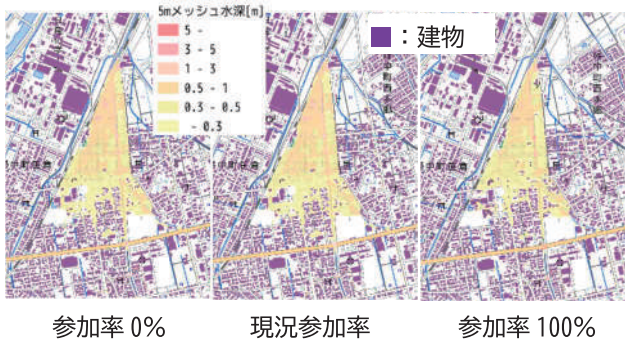 5mメッシュ水深[m]
5 -
3 - 5
1 - 3
0.5 - 1
0.3 - 0.5
- 0.3
:建物
参加率 0%
現況参加率
参加率 100%